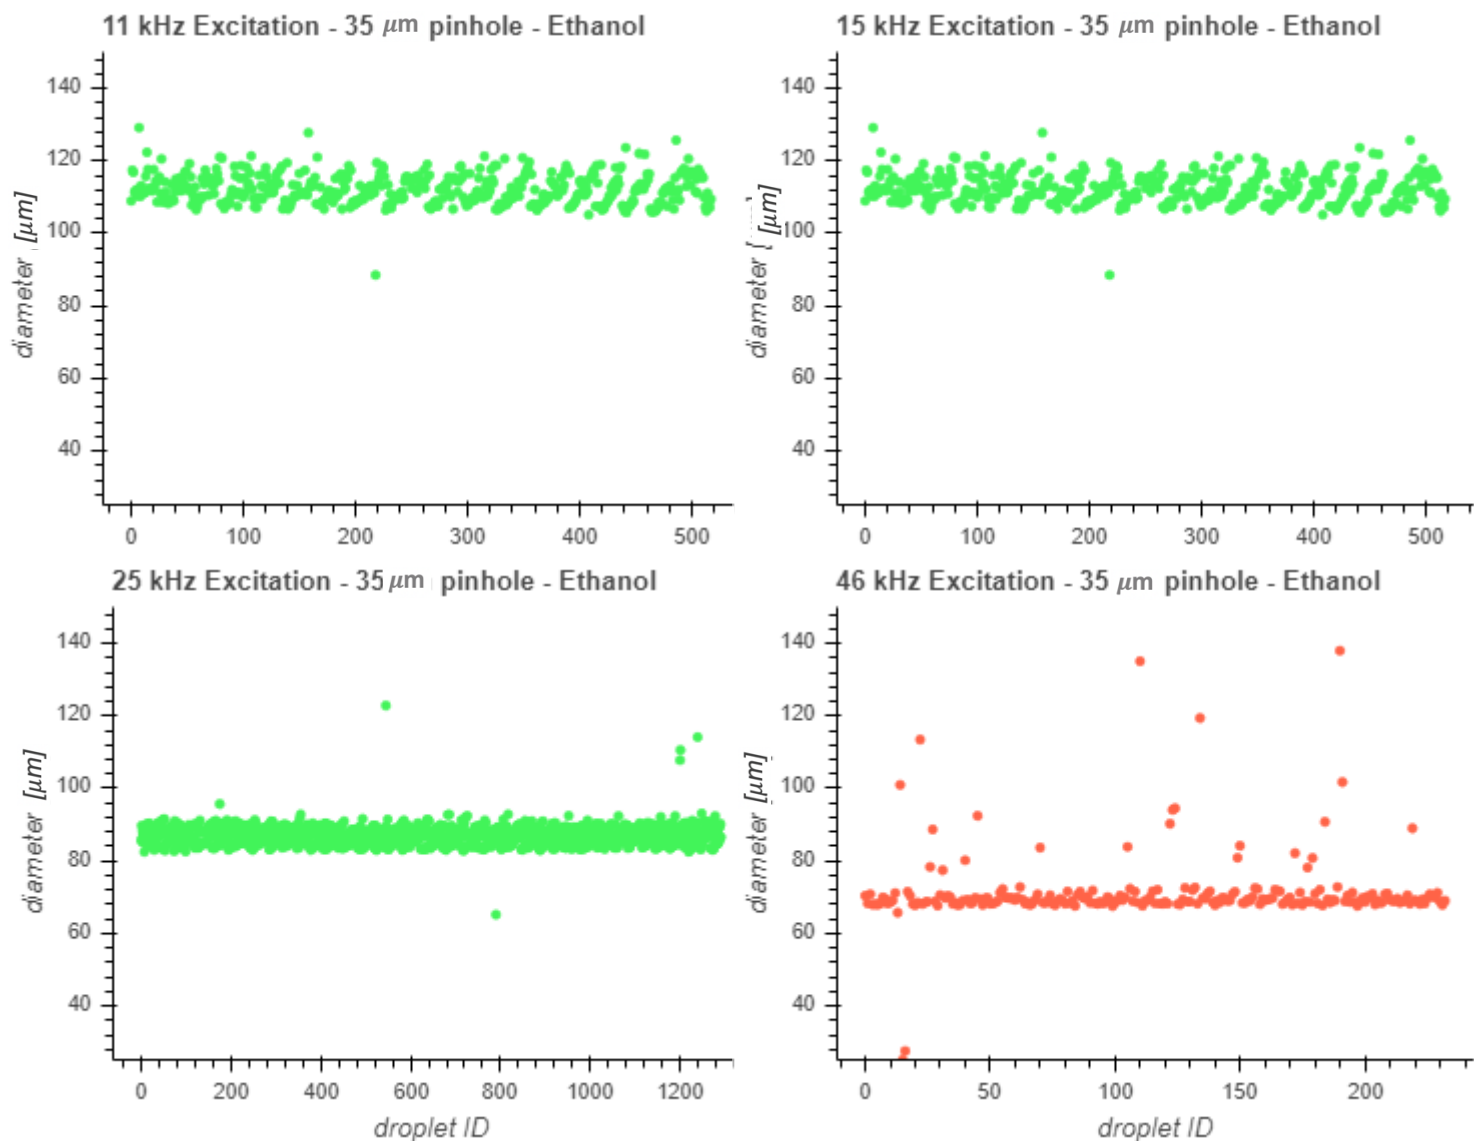 11 kHz Excitation - 35 μm pinhole - Ethanol
140
120
100
80
60
40
diameter [μm]
0 100 200 300 400 500
15 kHz Excitation - 35 μm pinhole - Ethanol
140
120
100
80
60
40
diameter [μm]
0 100 200 300 400 500
25 kHz Excitation - 35 μm pinhole - Ethanol
140
120
100
80
60
40
diameter [μm]
0 200 400 600 800 1000 1200
droplet ID
46 kHz Excitation - 35 μm pinhole - Ethanol
140
120
100
80
60
40
diameter [μm]
0 50 100 150 200
droplet ID